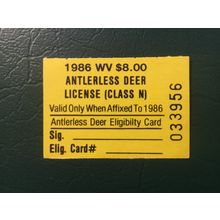 1986 WV $8.00
ANTLERLESS DEER
LICENSE (CLASS N)
Valid Only When Affixed To 1986
Antlerless Deer Eligibilty Card
Sig.
Elig. Card#
033956